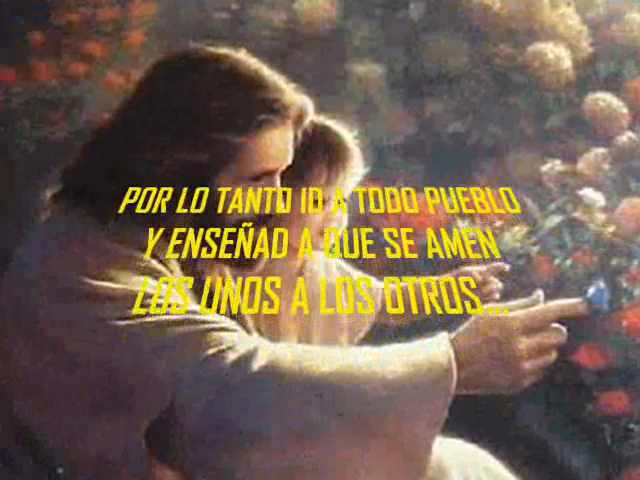 POR LO TANTO ID A TODO PUEBLO
Y ENSEÑAD A QUE SE AMEN
LOS UNOS A LOS OTROS...